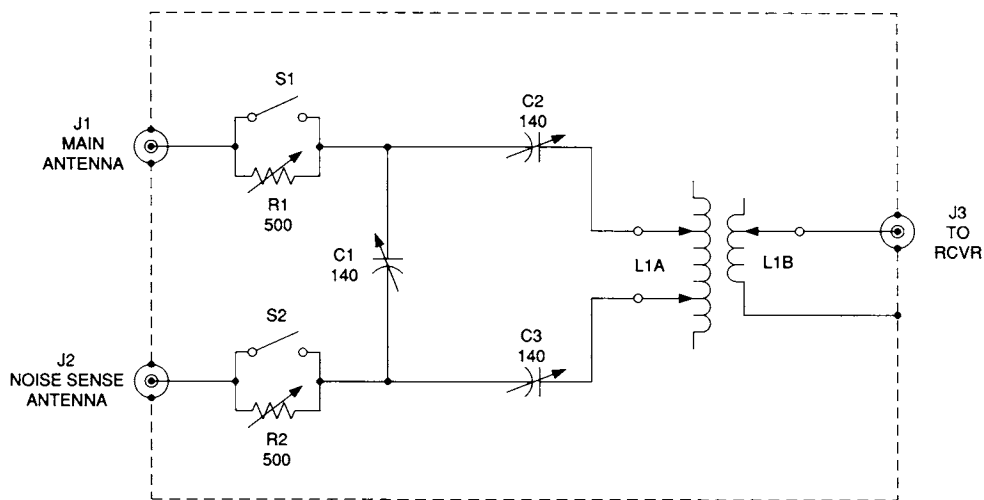 S1
J1
MAIN
ANTENNA
R1
500
C2
140
C1
140
L1A
L1B
J3
TO
RCVR
S2
J2
NOISE SENSE
ANTENNA
R2
500
C3
140